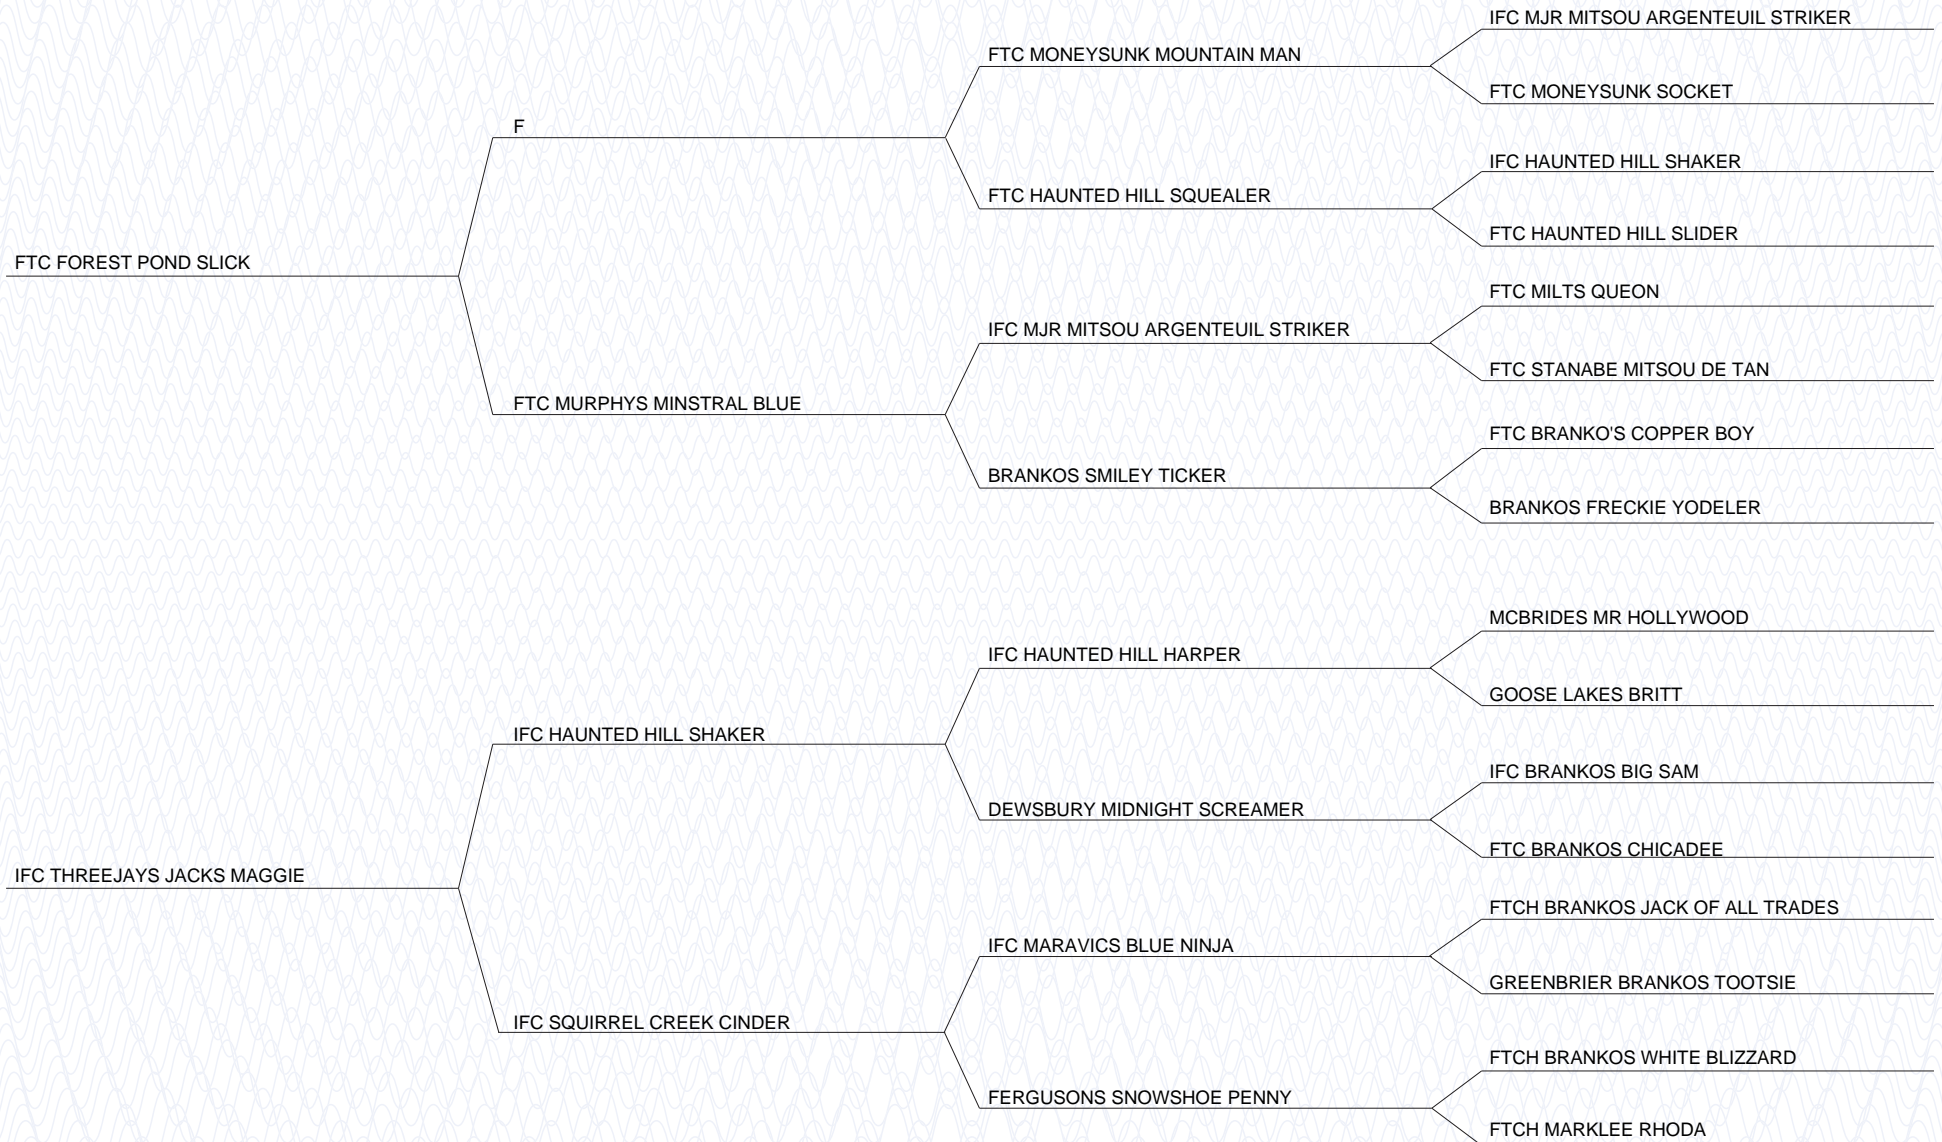 IFC MJR MITSOU ARGENTEUIL STRIKER
FTC MONEYSUNK MOUNTAIN MAN
FTC MONEYSUNK SOCKET
F
IFC HAUNTED HILL SHAKER
FTC HAUNTED HILL SQUEALER
FTC HAUNTED HILL SLIDER
FTC FOREST POND SLICK
FTC MILTS QUEON
IFC MJR MITSOU ARGENTEUIL STRIKER
FTC STANABE MITSOU DE TAN
FTC MURPHYS MINSTRAL BLUE
FTC BRANKO'S COPPER BOY
BRANKOS SMILEY TICKER
BRANKOS FRECKIE YODELER
MCBRIDES MR HOLLYWOOD
IFC HAUNTED HILL HARPER
GOOSE LAKES BRITT
IFC HAUNTED HILL SHAKER
IFC BRANKOS BIG SAM
DEWSBURY MIDNIGHT SCREAMER
FTC BRANKOS CHICADEE
IFC THREEJAYS JACKS MAGGIE
FTCH BRANKOS JACK OF ALL TRADES
IFC MARAVICS BLUE NINJA
GREENBRIER BRANKOS TOOTSIE
IFC SQUIRREL CREEK CINDER
FTCH BRANKOS WHITE BLIZZARD
FERGUSONS SNOWSHOE PENNY
FTCH MARKLEE RHODA